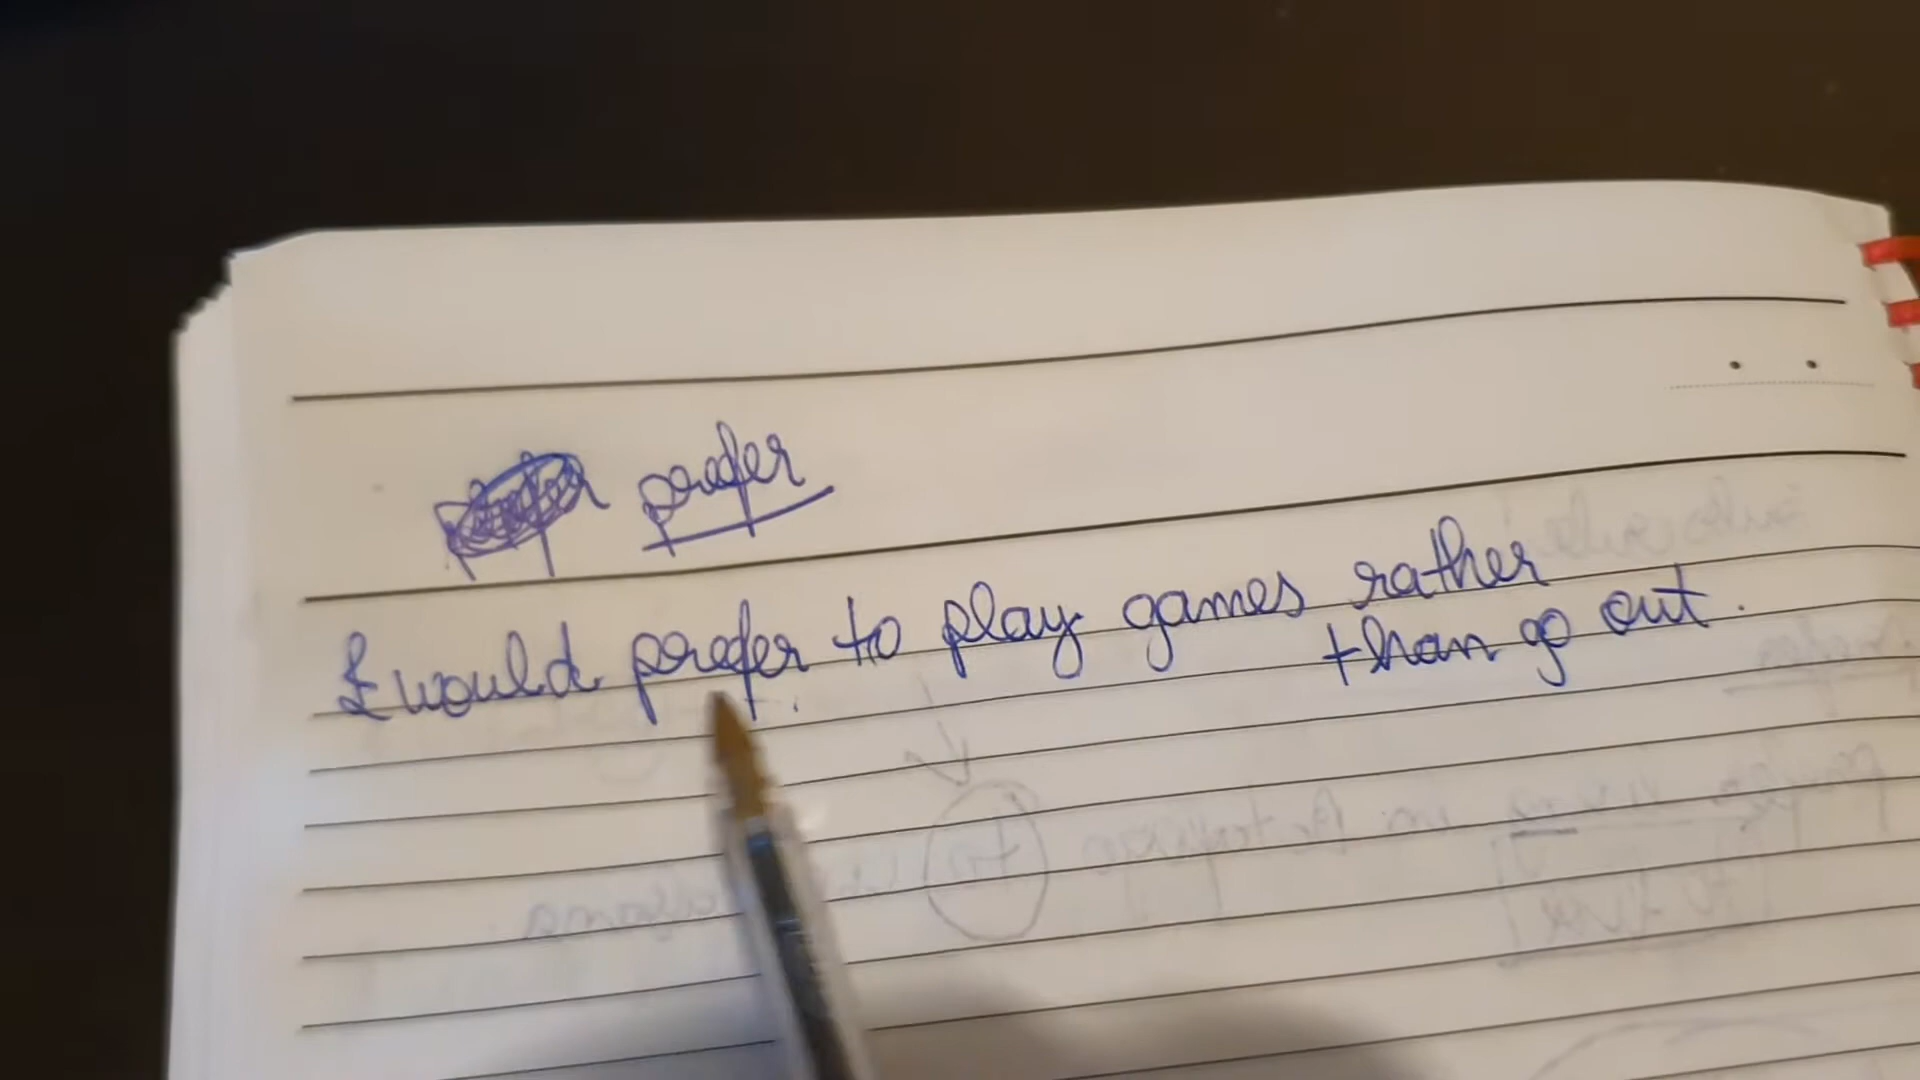 prefer
I would prefer to play games rather
than go out.